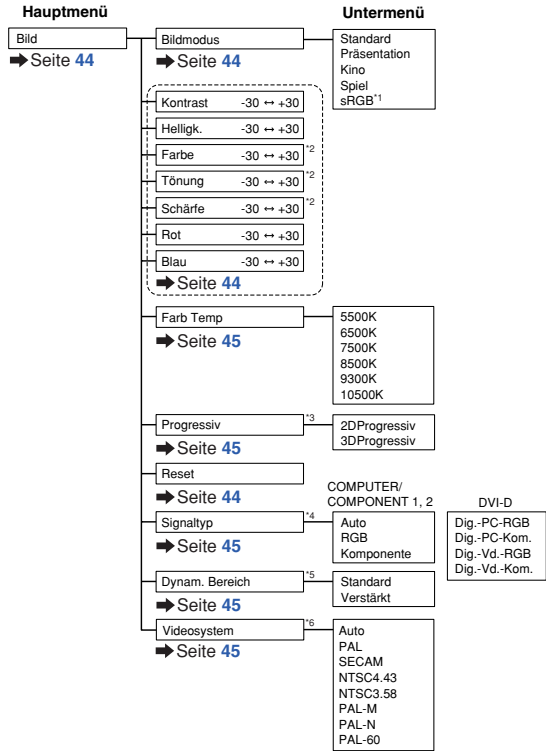 Hauptmenü
Untermenü
Bild
➡Seite 44
Bildmodus
➡Seite 44
Standard
Präsentation
Kino
Spiel
sRGB*1
Kontrast -30 ↔ +30
Helligk. -30 ↔ +30
Farbe -30 ↔ +30 *2
Tönung -30 ↔ +30 *2
Schärfe -30 ↔ +30 *2
Rot -30 ↔ +30
Blau -30 ↔ +30
➡Seite 44
Farb Temp
➡Seite 45
5500K
6500K
7500K
8500K
9300K
10500K
Progressiv *3
➡Seite 45
2DProgressiv
3DProgressiv
Reset
➡Seite 44
Signaltyp *4
➡Seite 45
COMPUTER/
COMPONENT 1, 2
Auto
RGB
Komponente
DVI-D
Dig.-PC-RGB
Dig.-PC-Kom.
Dig.-Vd.-RGB
Dig.-Vd.-Kom.
Dynam. Bereich *5
➡Seite 45
Standard
Verstärkt
Videosystem *6
➡Seite 45
Auto
PAL
SECAM
NTSC4.43
NTSC3.58
PAL-M
PAL-N
PAL-60